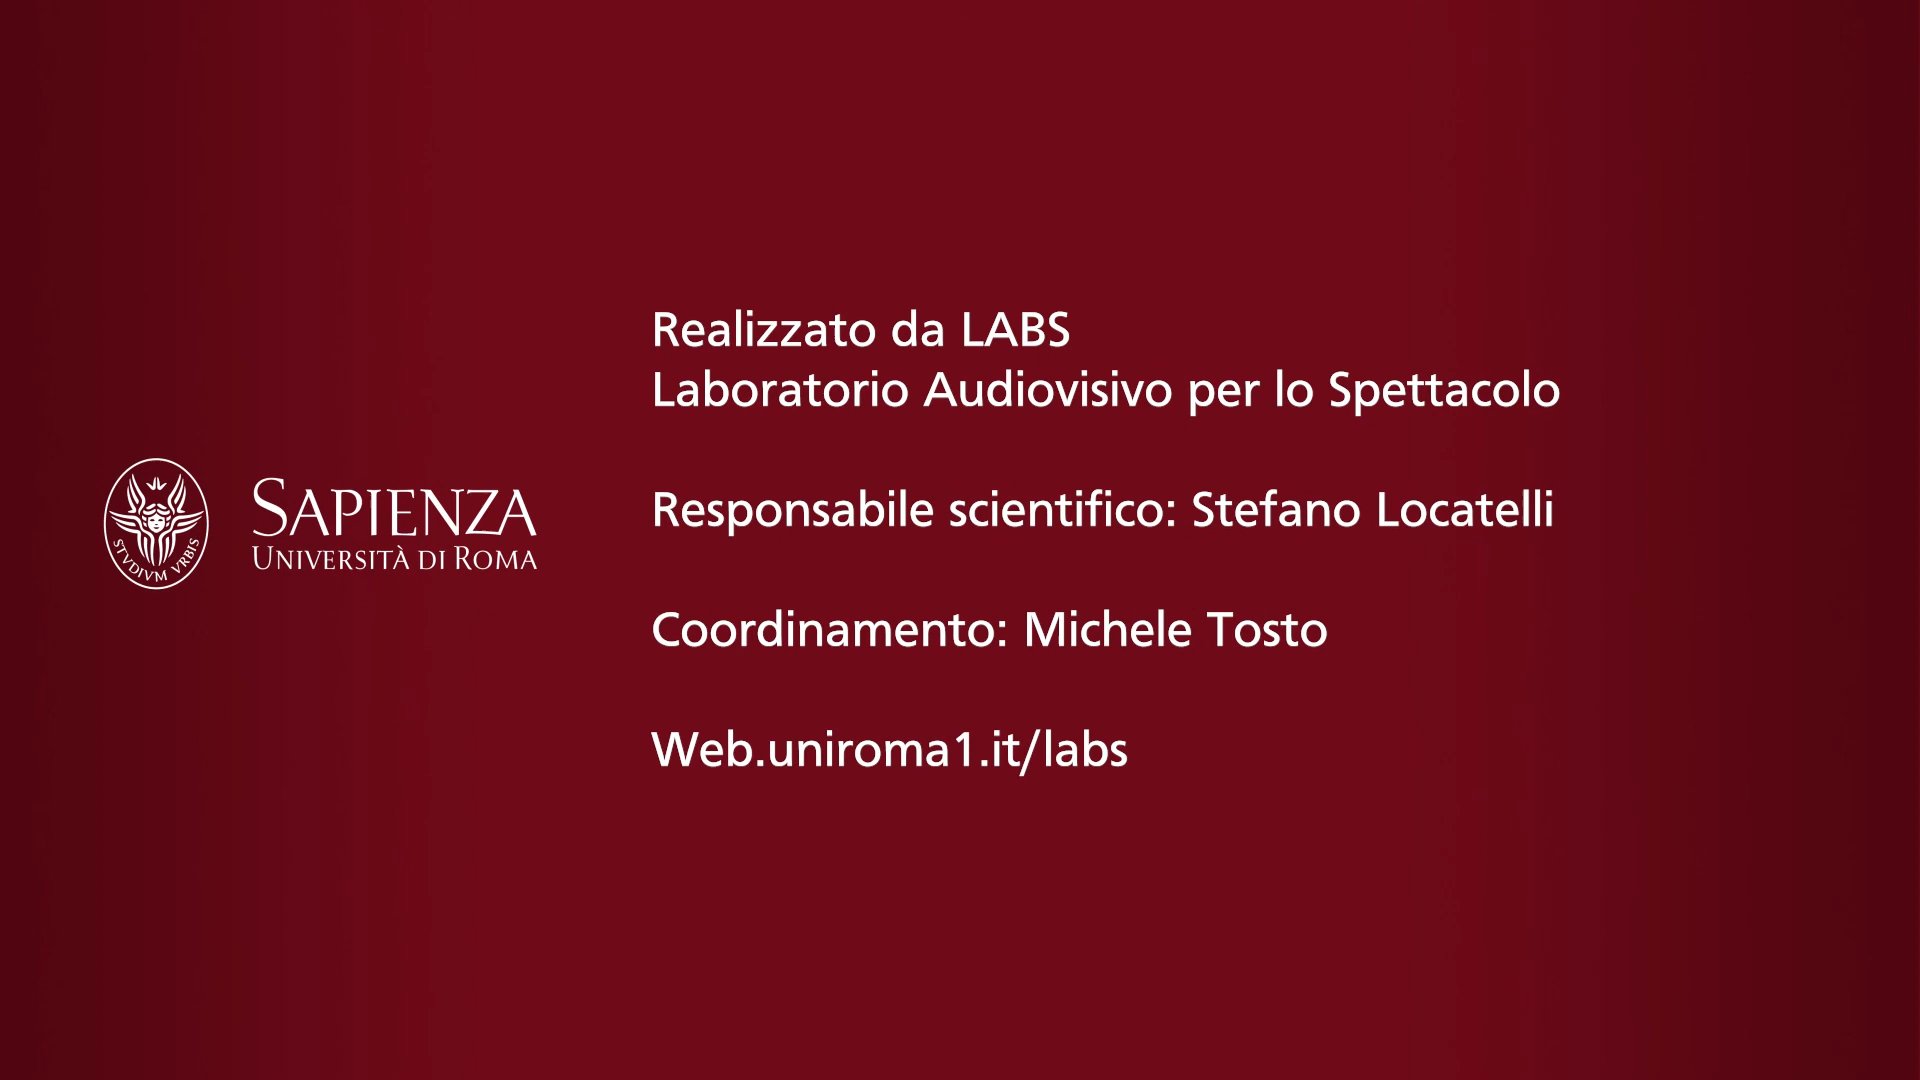 STVDIVM VRBIS
SAPIENZA
UNIVERSITÀ DI ROMA
Realizzato da LABS
Laboratorio Audiovisivo per lo Spettacolo
Responsabile scientifico: Stefano Locatelli
Coordinamento: Michele Tosto
Web.uniroma1.it/labs